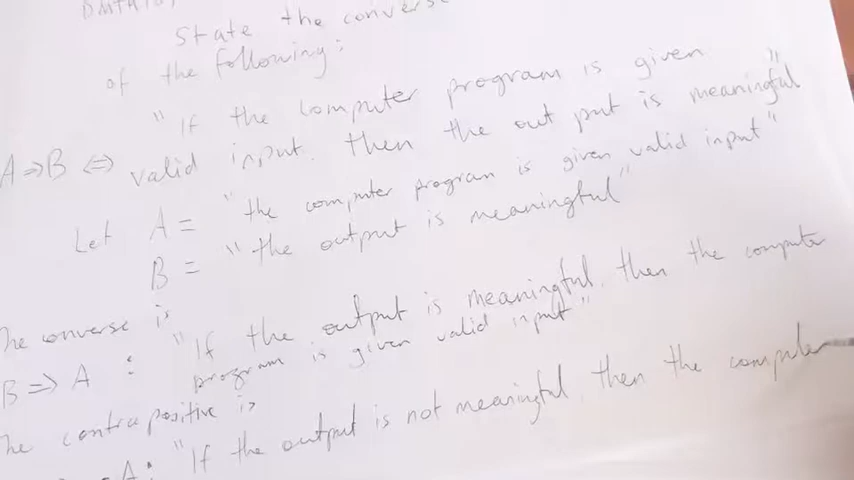 State the converse
of the following:
"If the computer program is given
A ⇒ B ⇔ valid input. then the out put is meaningful"
Let A = "the computer program is given valid input"
B = "the output is meaningful"
The converse is
B ⇒ A : "If the output is meaningful, then the computer
program is given valid input"
The contrapositive is
A: "If the output is not meaningful, then the computer